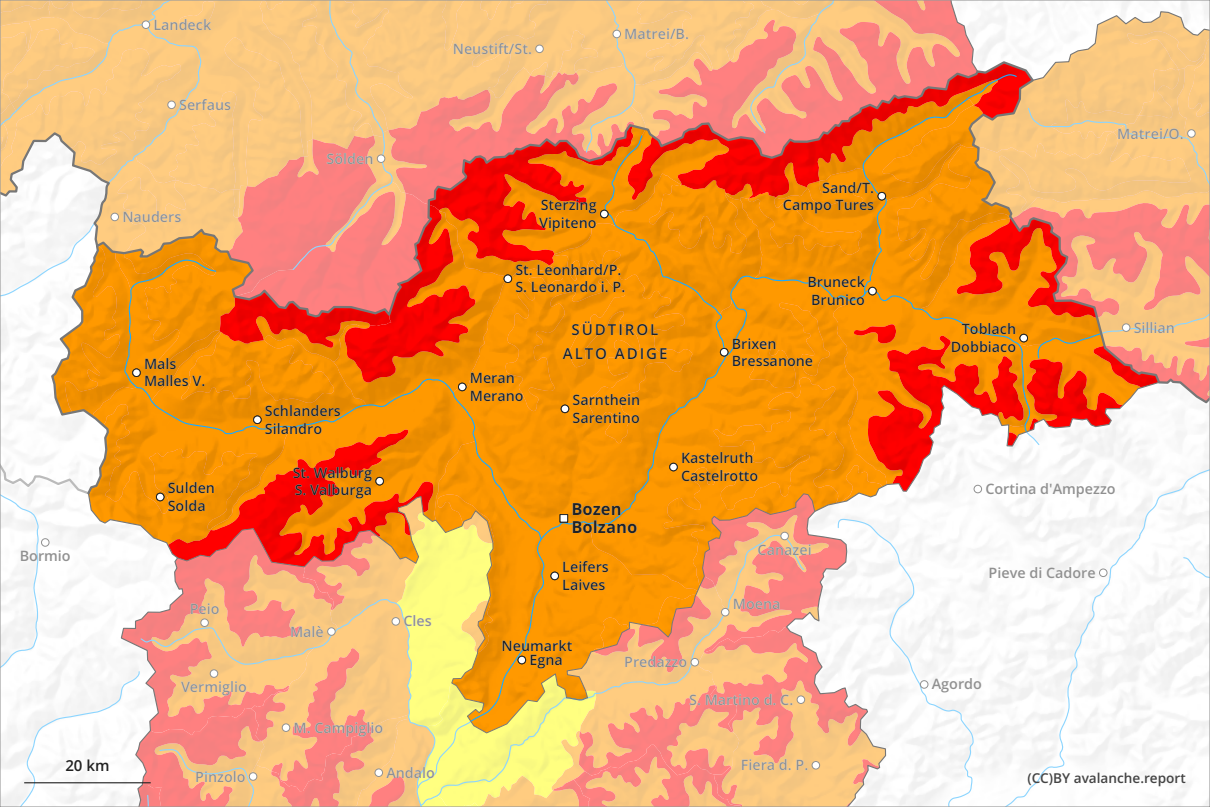 Landeck
Neustift/St.
Matrei/B.
Serfaus
Matrei/O.
Sölden
Nauders
Sand/T.
Campo Tures
Sterzing
Vipiteno
St. Leonhard/P.
S. Leonardo i. P.
Bruneck
Brunico
SÜDTIROL
ALTO ADIGE
Toblach
Dobbiaco
Sillian
Brixen
Bressanone
Mals
Malles V.
Meran
Merano
Sarnthein
Sarentino
Schlanders
Silandro
Kastelruth
Castelrotto
St. Walburg
S. Valburga
Sulden
Solda
Cortina d'Ampezzo
Bozen
Bolzano
Bormio
Canazei
Leifers
Laives
Pieve di Cadore
Peio
Moena
Cles
Malè
Neumarkt
Egna
Predazzo
Vermiglio
Agordo
S. Martino d. C.
M. Campiglio
Fiera d. P.
Andalo
Pinzolo
20 km
(CC)BY avalanche.report